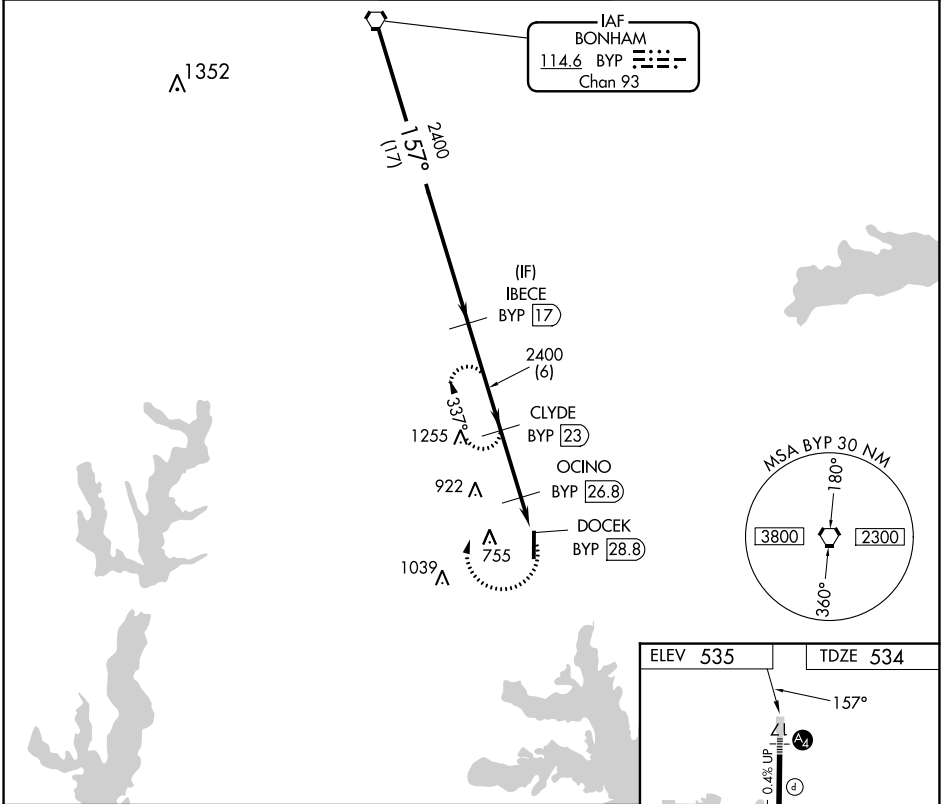 IAF
BONHAM
114.6 BYP
Chan 93
1352
2400
157°
(17)
(IF)
IBECE
BYP 17
2400
(6)
337°
CLYDE
BYP 23
1255
OCINO
BYP 26.8
922
DOCEK
BYP 28.8
755
1039
MSA BYP 30 NM
180°
3800
2300
360°
ELEV 535
TDZE 534
157°
17
A4
0.4% UP
P